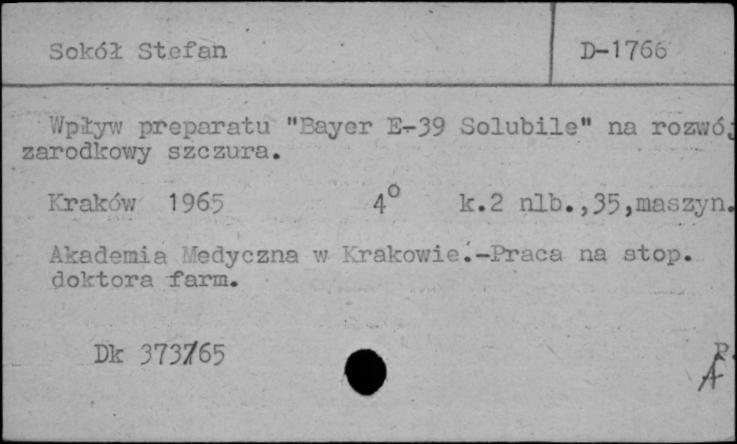 Sokół Stefan
D-1766
Wpływ preparatu "Bayer E-39 Solubile" na rozwój
zarodkowy szczura.
Kraków 1965 4° k.2 nlb.,35,maszyn.
Akademia Medyczna w Krakowie.-Praca na stop.
doktora farm.
Dk 373/65
P.